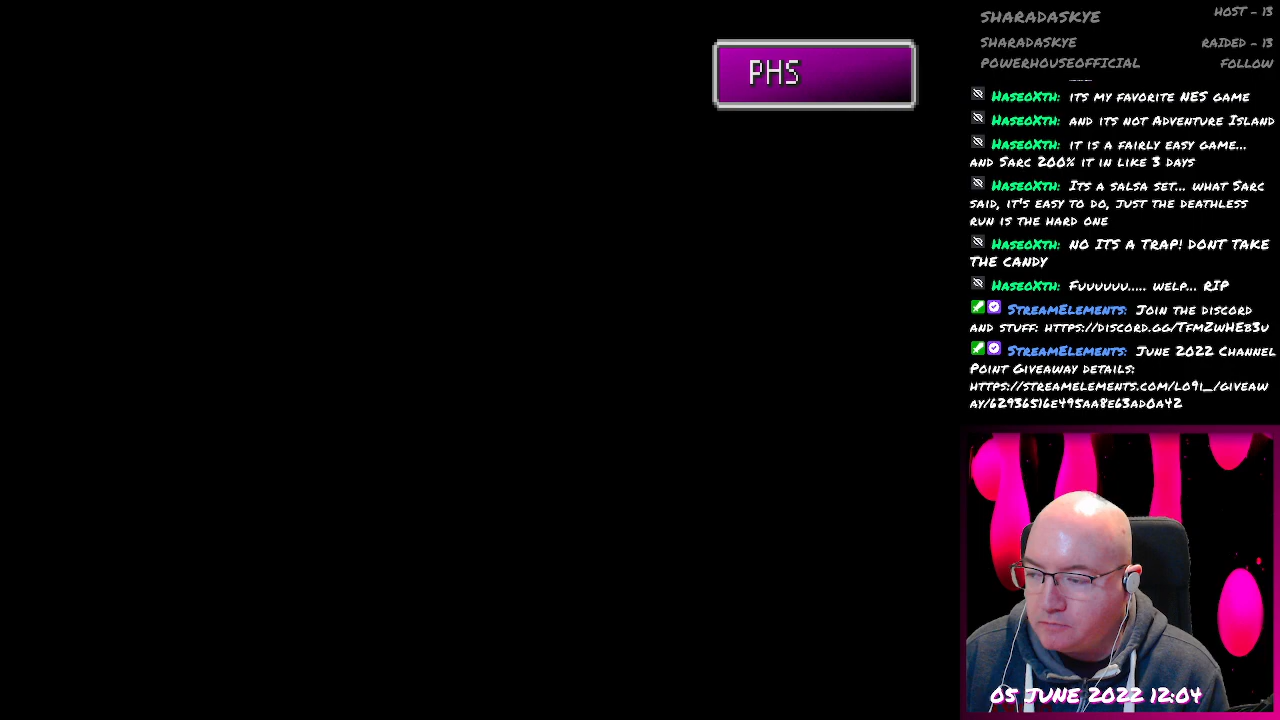 PHS
SHARADASKYE HOST - 13
SHARADASKYE RAIDED - 13
POWERHOUSEOFFICIAL FOLLOW
HaseoXth: its my favorite NES game
HaseoXth: and its not Adventure Island
HaseoXth: it is a fairly easy game...
and Sarc 200% it in like 3 days
HaseoXth: Its a salsa set... what Sarc
said, it's easy to do, just the deathless
run is the hard one
HaseoXth: NO ITS A TRAP! DONT TAKE
THE CANDY
HaseoXth: Fuuuuuu..... welp... RIP
StreamElements: Join the discord
and stuff: https://discord.gg/TfmZwHEb3u
StreamElements: June 2022 Channel
Point Giveaway details:
https://streamelements.com/lo9i_/giveaw
ay/62936516e495aa8e63ad0a42
05 JUNE 2022 12:04